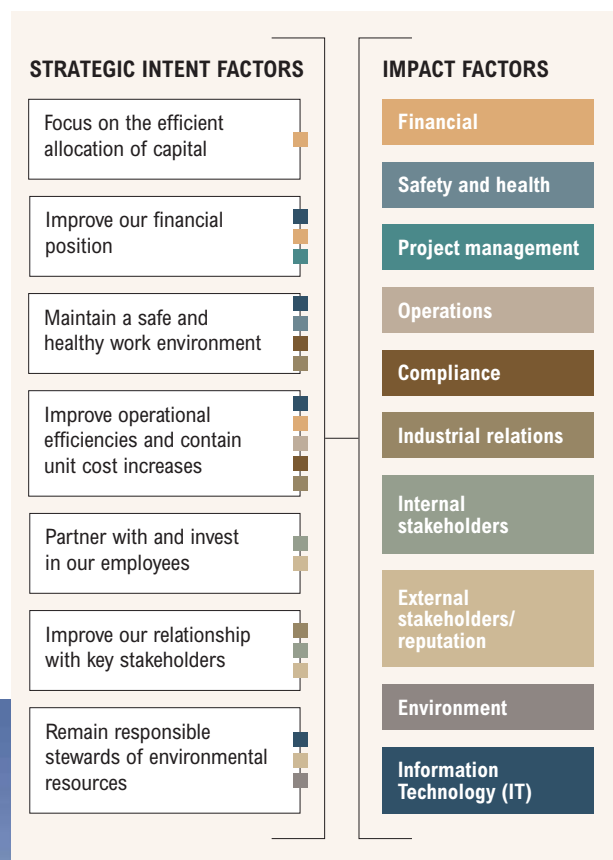 STRATEGIC INTENT FACTORS
Focus on the efficient
allocation of capital
Improve our financial
position
Maintain a safe and
healthy work environment
Improve operational
efficiencies and contain
unit cost increases
Partner with and invest
in our employees
Improve our relationship
with key stakeholders
Remain responsible
stewards of environmental
resources
IMPACT FACTORS
Financial
Safety and health
Project management
Operations
Compliance
Industrial relations
Internal
stakeholders
External
stakeholders/
reputation
Environment
Information
Technology (IT)